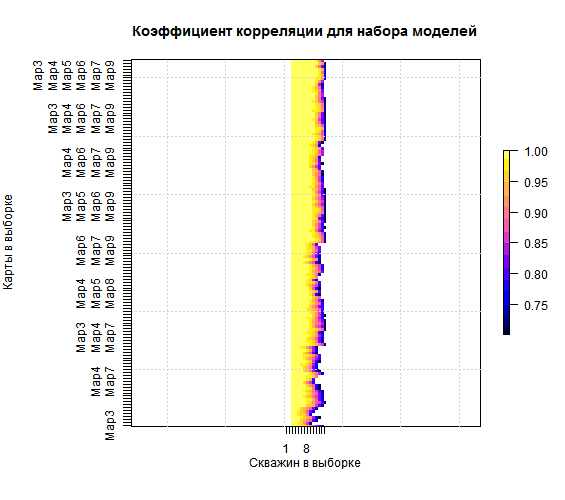 Коэффициент корреляции для набора моделей
Карты в выборке
Map3 Map4 Map5 Map6 Map7 Map9
Map3 Map4 Map6 Map7 Map9
Map4 Map6 Map7 Map9
Map3 Map5 Map6 Map9
Map6 Map7 Map9
Map4 Map5 Map8
Map3 Map4 Map7
Map4 Map7
Map3
1.00
0.95
0.90
0.85
0.80
0.75
1 8
Скважин в выборке